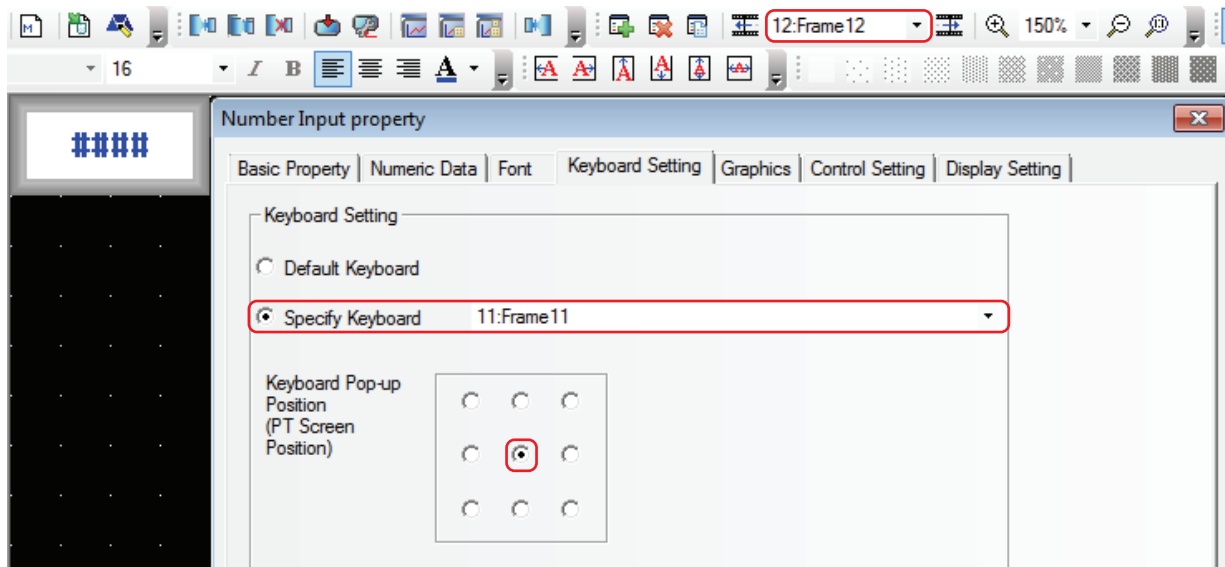 12:Frame12
150%
16
I B A
####
Number Input property
Basic Property Numeric Data Font Keyboard Setting Graphics Control Setting Display Setting
Keyboard Setting
Default Keyboard
Specify Keyboard 11:Frame11
Keyboard Pop-up
Position
(PT Screen
Position)